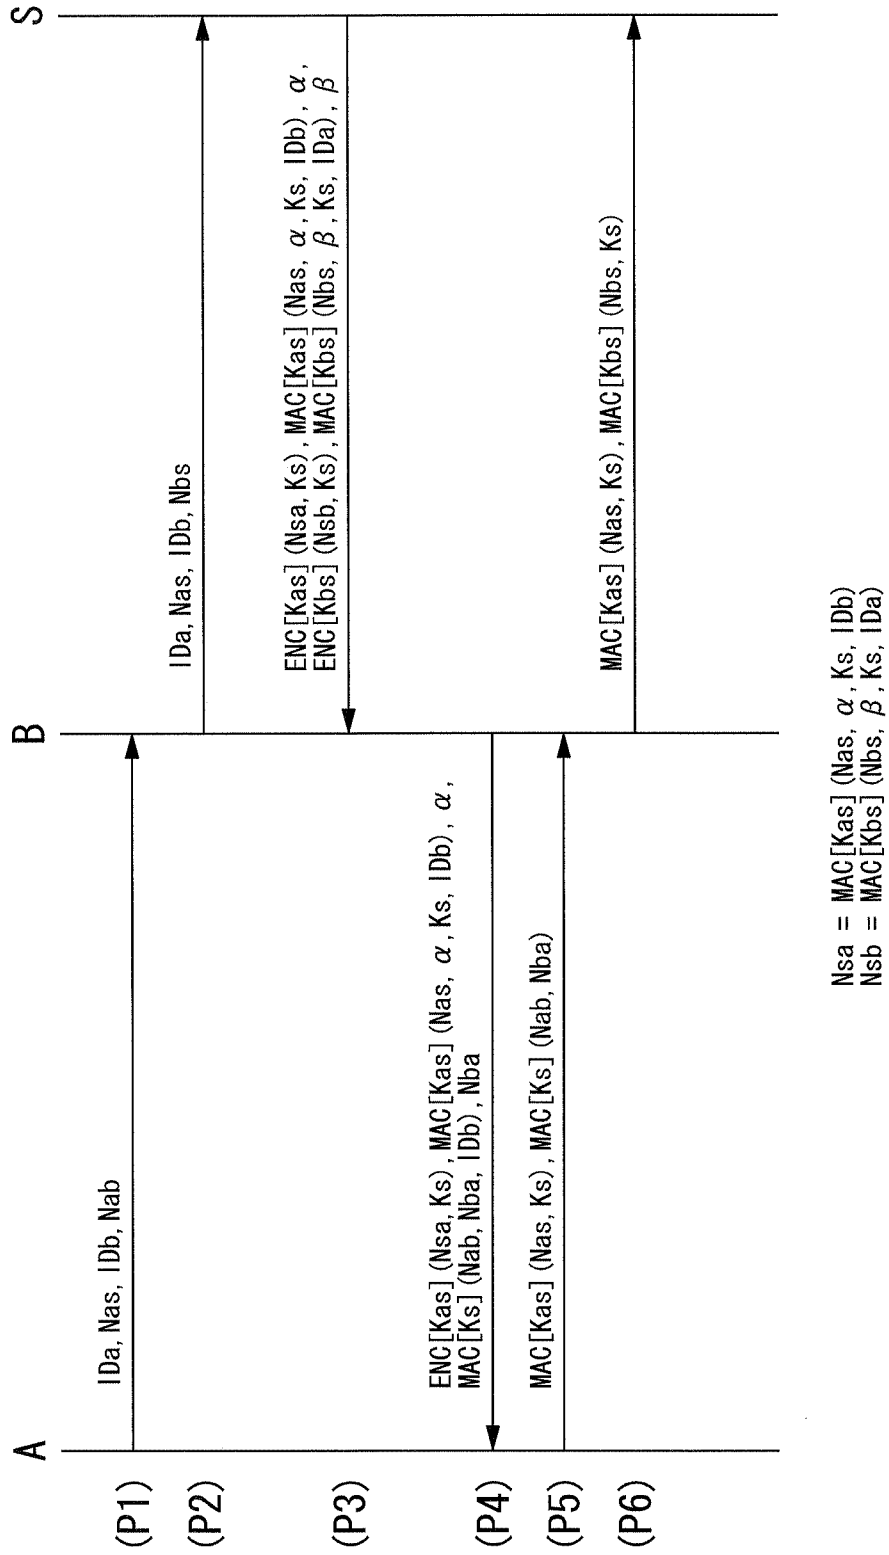 A
B
S
(P1)
IDa, Nas, IDb, Nab
(P2)
IDa, Nas, IDb, Nbs
(P3)
ENC[Kas](Nsa, Ks), MAC[Kas](Nas, α, Ks, IDb), α,
ENC[Kbs](Nsb, Ks), MAC[Kbs](Nbs, β, Ks, IDa), β
(P4)
ENC[Kas](Nsa, Ks), MAC[Kas](Nas, α, Ks, IDb), α,
MAC[Ks](Nab, Nba, IDb), Nba
(P5)
MAC[Kas](Nas, Ks), MAC[Ks](Nab, Nba)
(P6)
MAC[Kas](Nas, Ks), MAC[Kbs](Nbs, Ks)
Nsa = MAC[Kas](Nas, α, Ks, IDb)
Nsb = MAC[Kbs](Nbs, β, Ks, IDa)